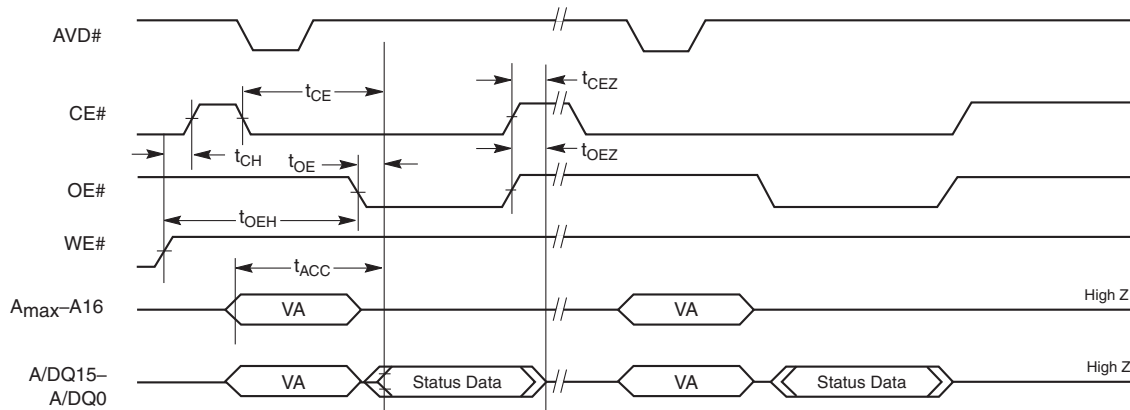 AVD#
tCEZ
tCE
CE#
tCH
tOE
tOEZ
OE#
tOEH
WE#
tACC
Amax–A16
VA
VA
High Z
A/DQ15–
A/DQ0
VA
Status Data
VA
Status Data
High Z